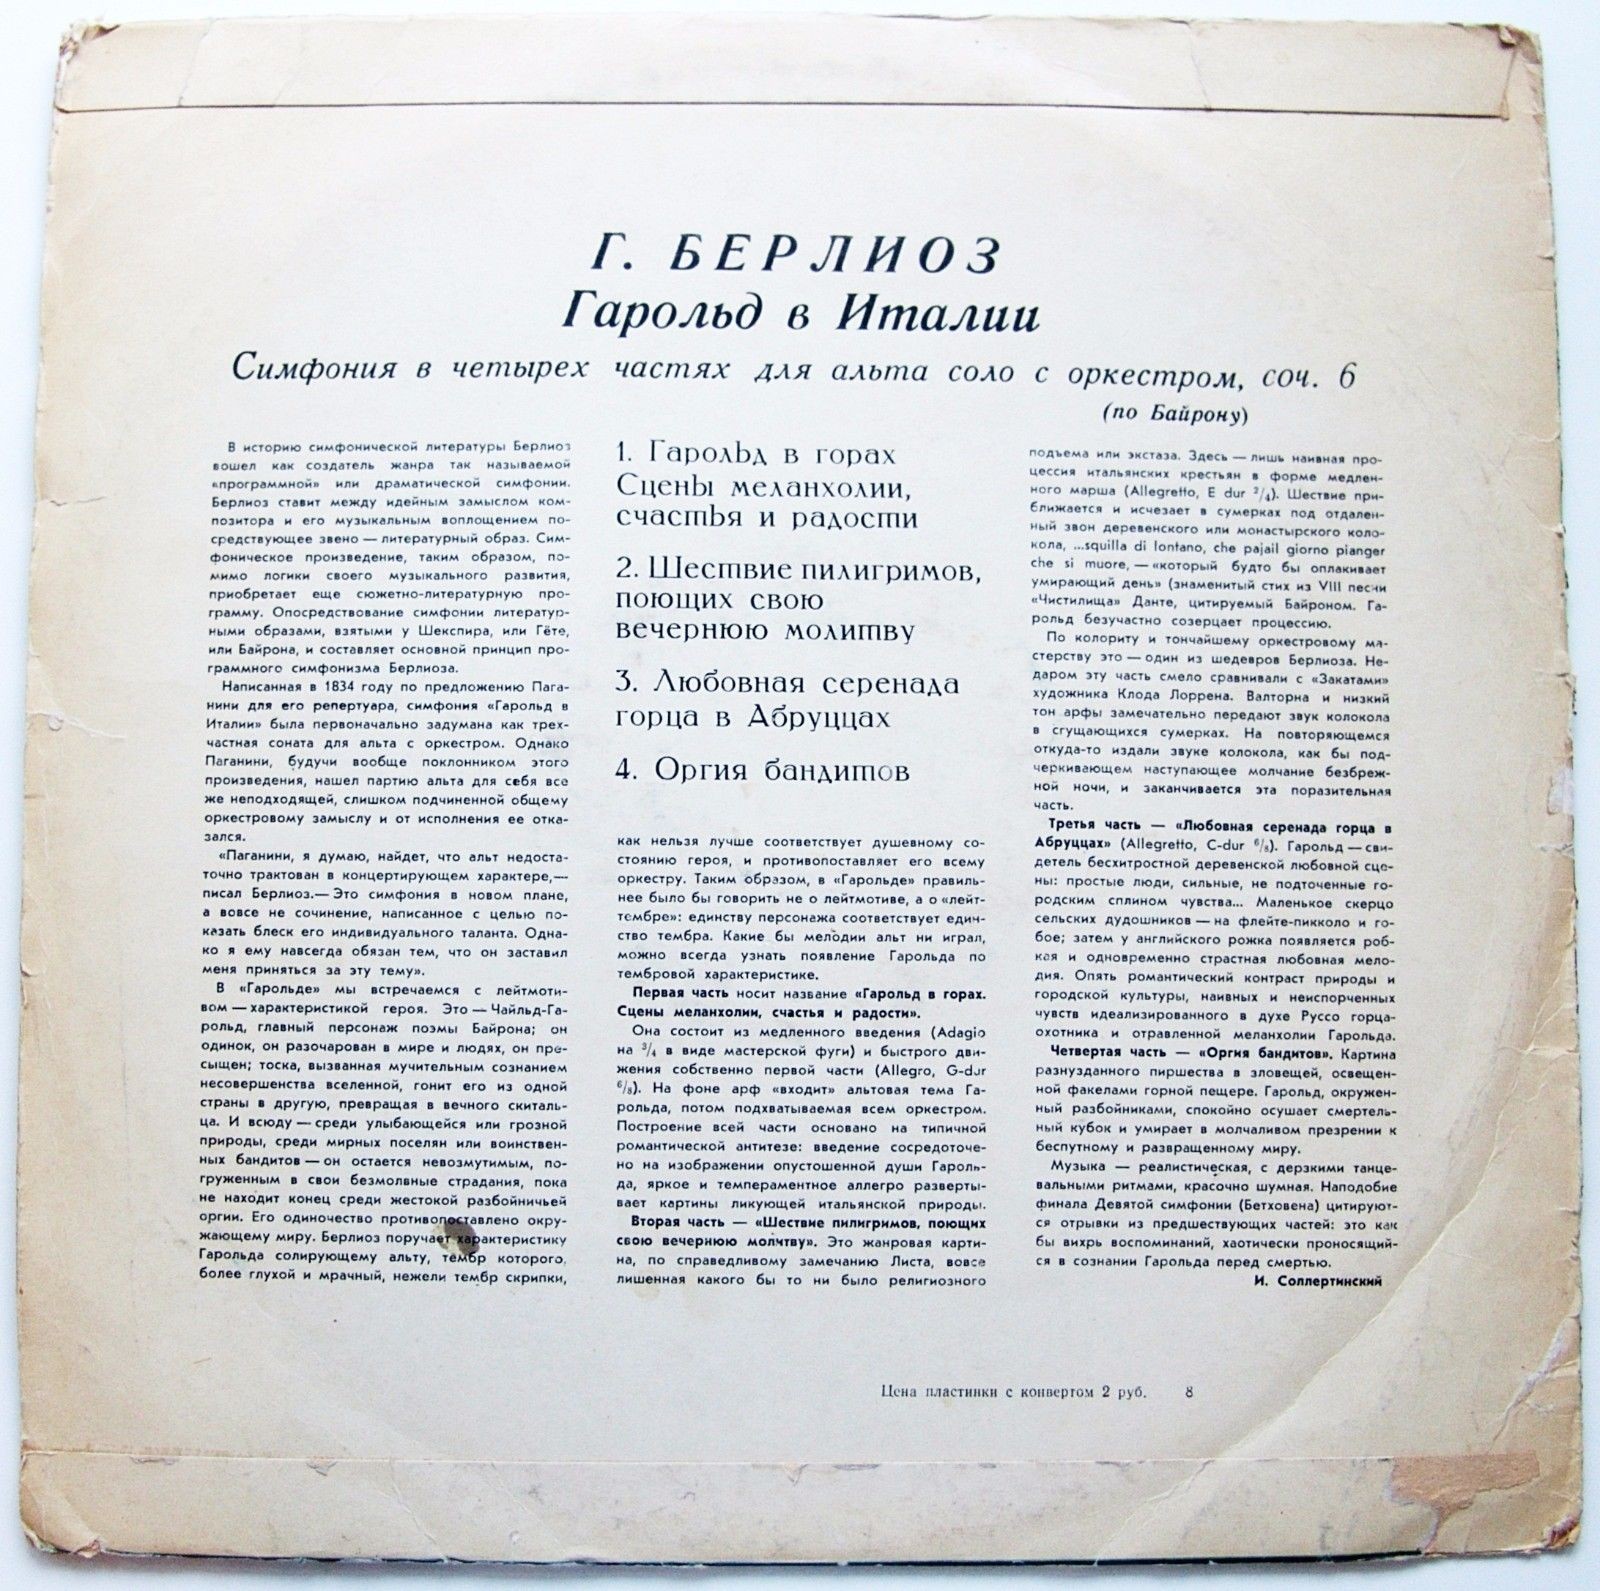 Г. БЕРЛИОЗ
Гарольд в Италии
Симфония в четырех частях для альта соло с оркестром, соч. 6
(по Байрону)
В историю симфонической литературы Берлиоз
вошел как создатель жанра так называемой
«программной» или драматической симфонии.
Берлиоз ставит между идейным замыслом ком-
позитора и его музыкальным воплощением по-
средствующее звено — литературный образ. Сим-
фоническое произведение, таким образом, по-
мимо логики своего музыкального развития,
приобретает еще сюжетно-литературную про-
грамму. Опосредствование симфонии литератур-
ными образами, взятыми у Шекспира, или Гёте,
или Байрона, и составляет основной принцип про-
граммного симфонизма Берлиоза.
Написанная в 1834 году по предложению Пага-
нини для его репертуара, симфония «Гарольд в
Италии» была первоначально задумана как трех-
частная соната для альта с оркестром. Однако
Паганини, будучи вообще поклонником этого
произведения, нашел партию альта для себя все
же неподходящей, слишком подчиненной общему
оркестровому замыслу и от исполнения ее отка-
зался.
«Паганини, я думаю, найдет, что альт недоста-
точно трактован в концертирующем характере,—
писал Берлиоз.— Это симфония в новом плане,
а вовсе не сочинение, написанное с целью по-
казать блеск его индивидуального таланта. Одна-
ко я ему навсегда обязан тем, что он заставил
меня приняться за эту тему».
В «Гарольде» мы встречаемся с лейтмоти-
вом — характеристикой героя. Это — Чайльд-Га-
рольд, главный персонаж поэмы Байрона; он
одинок, он разочарован в мире и людях, он пре-
сыщен; тоска, вызванная мучительным сознанием
несовершенства вселенной, гонит его из одной
страны в другую, превращая в вечного скиталь-
ца. И всюду — среди улыбающейся или грозной
природы, среди мирных поселян или воинствен-
ных бандитов — он остается невозмутимым, по-
груженным в свои безмолвные страдания, пока
не находит конец среди жестокой разбойничьей
оргии. Его одиночество противопоставлено окру-
жающему миру. Берлиоз поручает характеристику
Гарольда солирующему альту, тембр которого,
более глухой и мрачный, нежели тембр скрипки,
1. Гарольд в горах
Сцены меланхолии,
счастья и радости
2. Шествие пилигримов,
поющих свою
вечернюю молитву
3. Любовная серенада
горца в Абруццах
4. Оргия бандитов
как нельзя лучше соответствует душевному со-
стоянию героя, и противопоставляет его всему
оркестру. Таким образом, в «Гарольде» правиль-
нее было бы говорить не о лейтмотиве, а о «лейт-
тембре»: единству персонажа соответствует един-
ство тембра. Какие бы мелодии альт ни играл,
можно всегда узнать появление Гарольда по
тембровой характеристике.
Первая часть носит название «Гарольд в горах.
Сцены меланхолии, счастья и радости».
Она состоит из медленного введения (Adagio
на 3/4 в виде мастерской фуги) и быстрого дви-
жения собственно первой части (Allegro, G-dur
6/8). На фоне арф «входит» альтовая тема Га-
рольда, потом подхватываемая всем оркестром.
Построение всей части основано на типичной
романтической антитезе: введение сосредоточе-
но на изображении опустошенной души Гароль-
да, яркое и темпераментное аллегро разверты-
вает картины ликующей итальянской природы.
Вторая часть — «Шествие пилигримов, поющих
свою вечернюю молитву». Это жанровая карти-
на, по справедливому замечанию Листа, вовсе
лишенная какого бы то ни было религиозного
подъема или экстаза. Здесь — лишь наивная про-
цессия итальянских крестьян в форме медлен-
ного марша (Allegretto, E dur 2/4). Шествие при-
ближается и исчезает в сумерках под отдален-
ный звон деревенского или монастырского коло-
кола, ...squilla di lontano, che pajail giorno pianger
che si muore, — «который будто бы оплакивает
умирающий день» (знаменитый стих из VIII песни
«Чистилища» Данте, цитируемый Байроном. Га-
рольд безучастно созерцает процессию.
По колориту и тончайшему оркестровому ма-
стерству это — один из шедевров Берлиоза. Не-
даром эту часть смело сравнивали с «Закатами»
художника Клода Лоррена. Валторна и низкий
тон арфы замечательно передают звук колокола
в сгущающихся сумерках. На повторяющемся
откуда-то издали звуке колокола, как бы под-
черкивающем наступающее молчание безбреж-
ной ночи, и заканчивается эта поразительная
часть.
Третья часть — «Любовная серенада горца в
Абруццах» (Allegretto, C-dur 6/8). Гарольд — сви-
детель бесхитростной деревенской любовной сце-
ны: простые люди, сильные, не подточенные го-
родским сплином чувства... Маленькое скерцо
сельских дудошников — на флейте-пикколо и го-
бое; затем у английского рожка появляется роб-
кая и одновременно страстная любовная мело-
дия. Опять романтический контраст природы и
городской культуры, наивных и неиспорченных
чувств идеализированного в духе Руссо горца-
охотника и отравленной меланхолии Гарольда.
Четвертая часть — «Оргия бандитов». Картина
разнузданного пиршества в зловещей, освещен-
ной факелами горной пещере. Гарольд, окружен-
ный разбойниками, спокойно осушает смертель-
ный кубок и умирает в молчаливом презрении к
беспутному и развращенному миру.
Музыка — реалистическая, с дерзкими танце-
вальными ритмами, красочно шумная. Наподобие
финала Девятой симфонии (Бетховена) цитируют-
ся отрывки из предшествующих частей: это как
бы вихрь воспоминаний, хаотически проносящий-
ся в сознании Гарольда перед смертью.
И. Соллертинский
Цена пластинки с конвертом 2 руб. 8